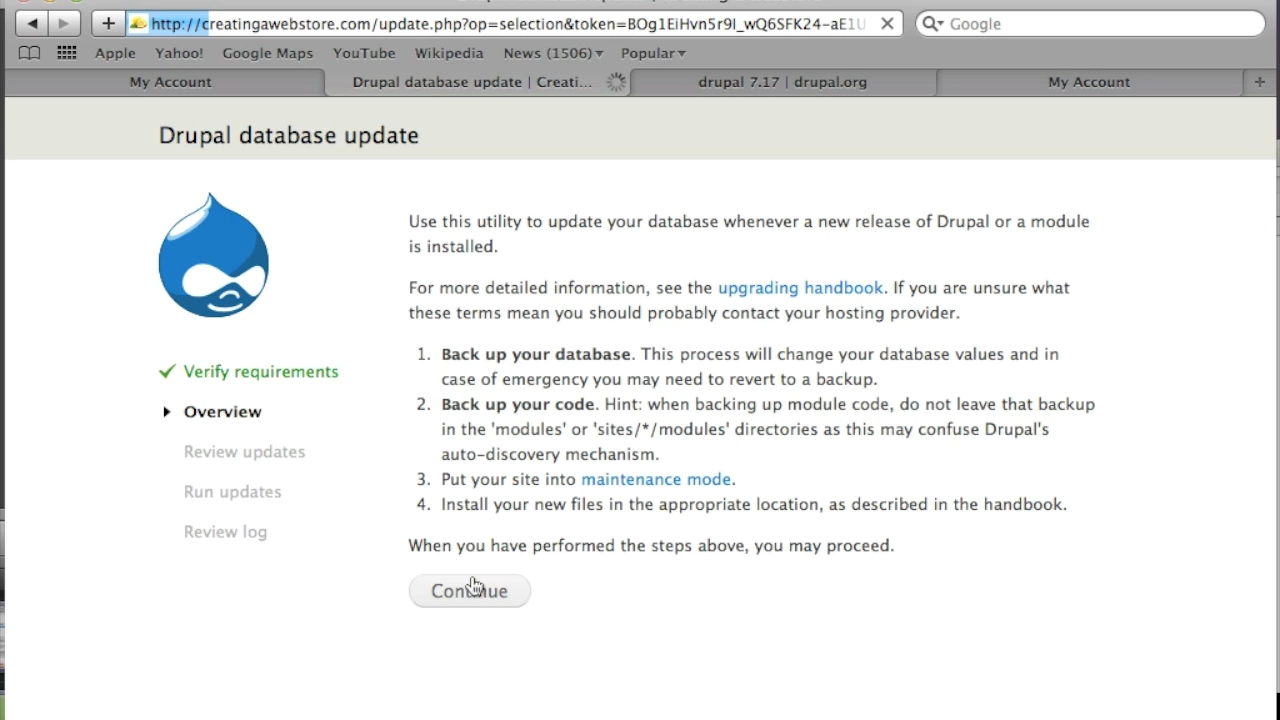 http://creatingawebstore.com/update.php?op=selection&token=BOg1EiHvn5r9I_wQ6SFK24-aE1U
Google
Apple Yahoo! Google Maps YouTube Wikipedia News (1506)▾ Popular▾
My Account
Drupal database update | Creati...
drupal 7.17 | drupal.org
My Account
Drupal database update
Use this utility to update your database whenever a new release of Drupal or a module
is installed.
For more detailed information, see the upgrading handbook. If you are unsure what
these terms mean you should probably contact your hosting provider.
1. Back up your database. This process will change your database values and in
case of emergency you may need to revert to a backup.
2. Back up your code. Hint: when backing up module code, do not leave that backup
in the 'modules' or 'sites/*/modules' directories as this may confuse Drupal's
auto-discovery mechanism.
3. Put your site into maintenance mode.
4. Install your new files in the appropriate location, as described in the handbook.
When you have performed the steps above, you may proceed.
Continue
Verify requirements
Overview
Review updates
Run updates
Review log